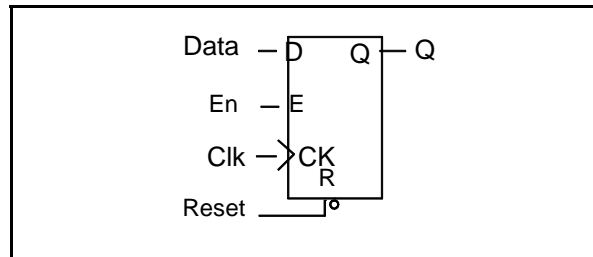 Data D Q Q
En E
Clk CK
R
Reset